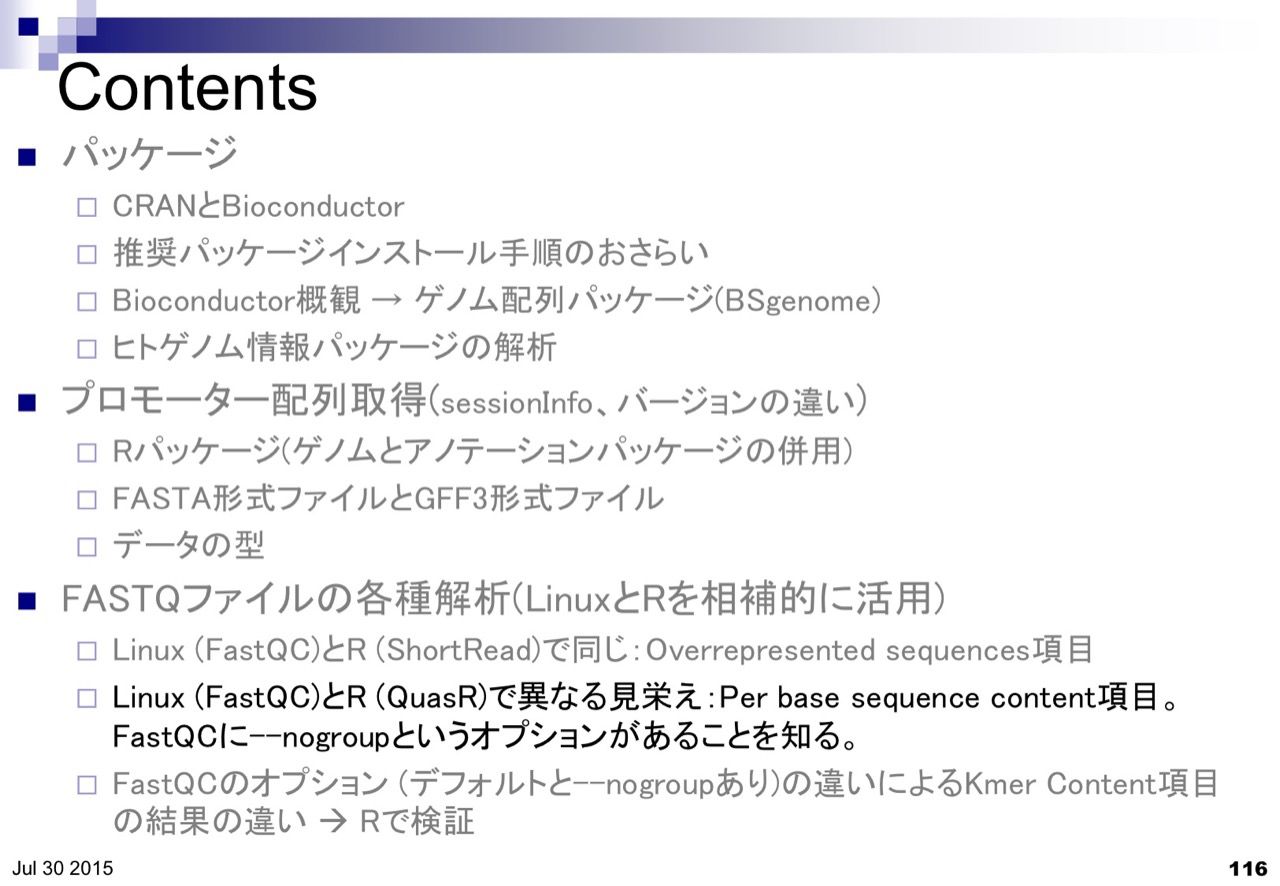 Contents
パッケージ
CRANとBioconductor
推奨パッケージインストール手順のおさらい
Bioconductor概観 → ゲノム配列パッケージ(BSgenome)
ヒトゲノム情報パッケージの解析
プロモーター配列取得(sessionInfo、バージョンの違い)
Rパッケージ(ゲノムとアノテーションパッケージの併用)
FASTA形式ファイルとGFF3形式ファイル
データの型
FASTQファイルの各種解析(LinuxとRを相補的に活用)
Linux (FastQC)とR (ShortRead)で同じ：Overrepresented sequences項目
Linux (FastQC)とR (QuasR)で異なる見栄え：Per base sequence content項目。
FastQCに--nogroupというオプションがあることを知る。
FastQCのオプション (デフォルトと--nogroupあり)の違いによるKmer Content項目
の結果の違い → Rで検証
Jul 30 2015
116